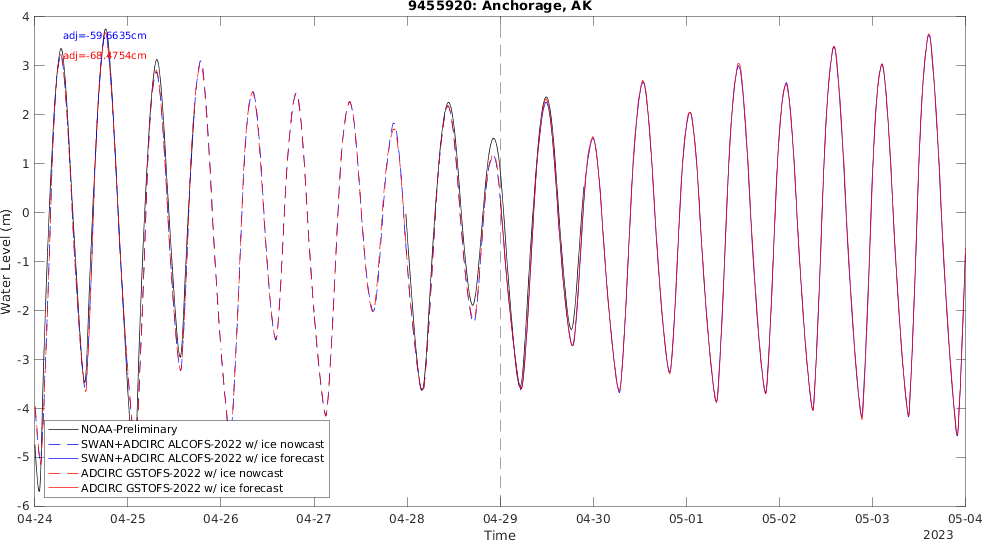 9455920: Anchorage, AK
adj=-59.6635cm
adj=-68.4754cm
Water Level (m)
4
3
2
1
0
-1
-2
-3
-4
-5
-6
NOAA-Preliminary
SWAN+ADCIRC ALCOFS-2022 w/ ice nowcast
SWAN+ADCIRC ALCOFS-2022 w/ ice forecast
ADCIRC GSTOFS-2022 w/ ice nowcast
ADCIRC GSTOFS-2022 w/ ice forecast
04-24 04-25 04-26 04-27 04-28 04-29 04-30 05-01 05-02 05-03 05-04
Time
2023